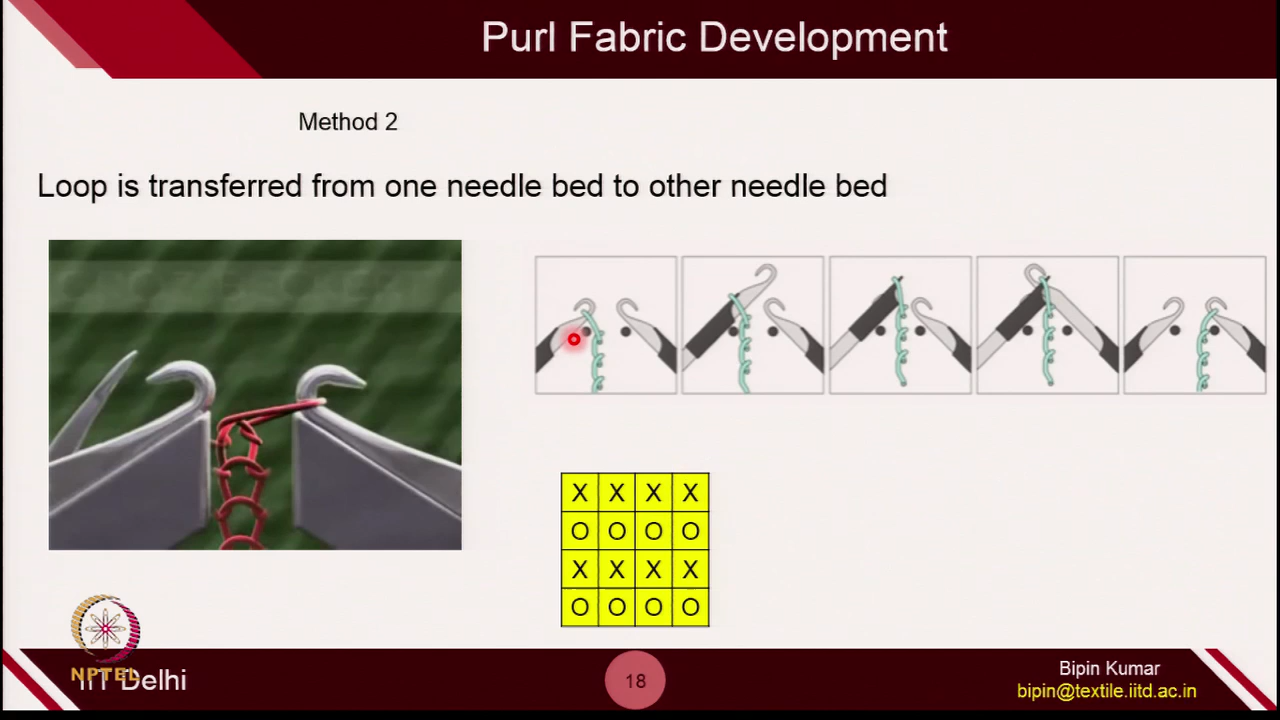 Purl Fabric Development
Method 2
Loop is transferred from one needle bed to other needle bed
X X X X
O O O O
X X X X
O O O O
NPTEL
IIT Delhi
18
Bipin Kumar
bipin@textile.iitd.ac.in